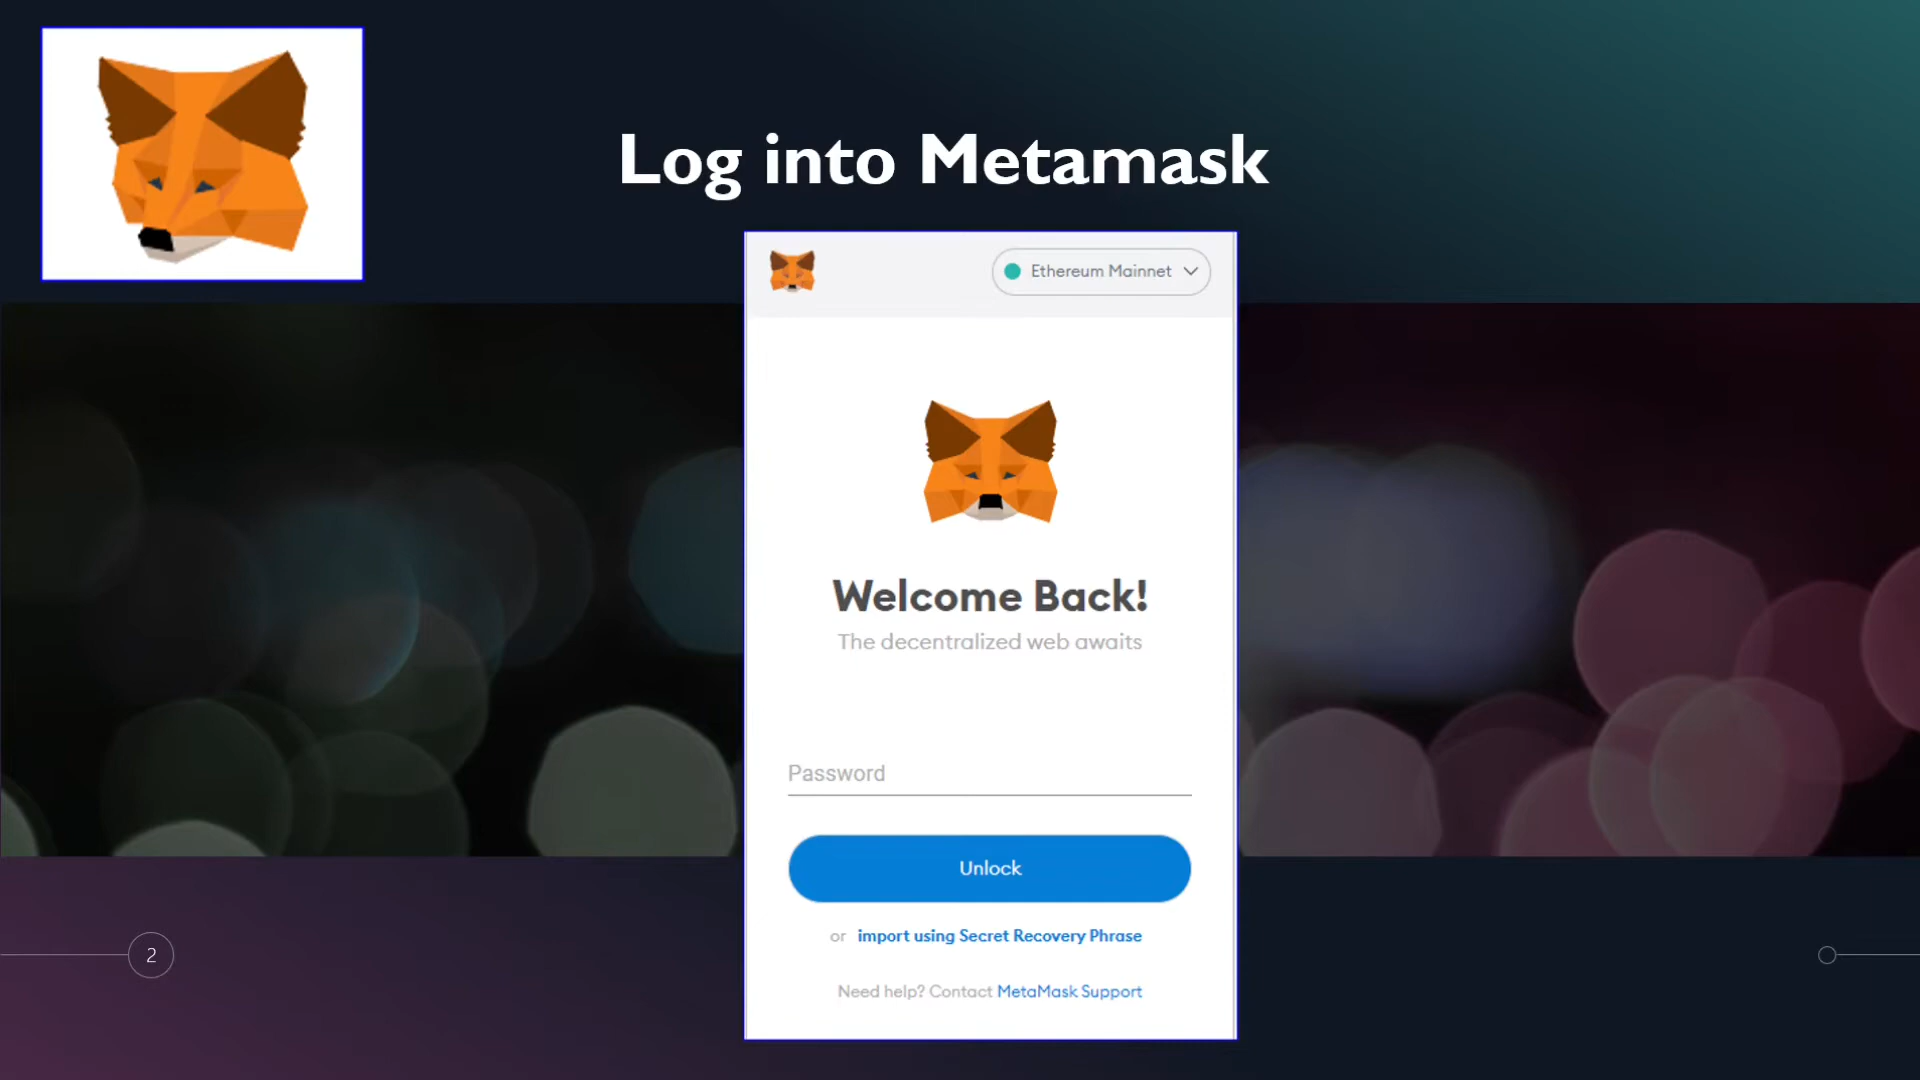 Log into Metamask
Ethereum Mainnet
Welcome Back!
The decentralized web awaits
Password
Unlock
or import using Secret Recovery Phrase
Need help? Contact MetaMask Support
2